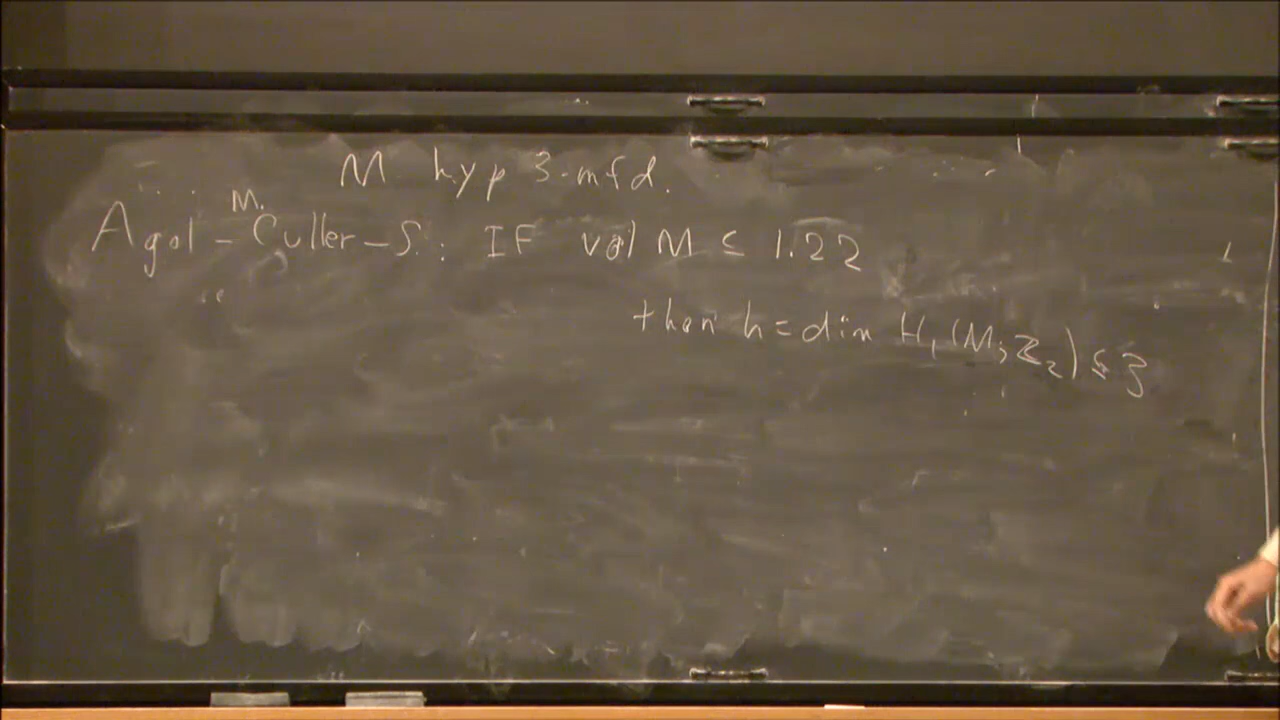 M hyp 3-mfd.
Agol - M. Culler - S.: IF vol M ≤ 1.22
then h = dim H₁(M; ℤ₂) ≤ 3